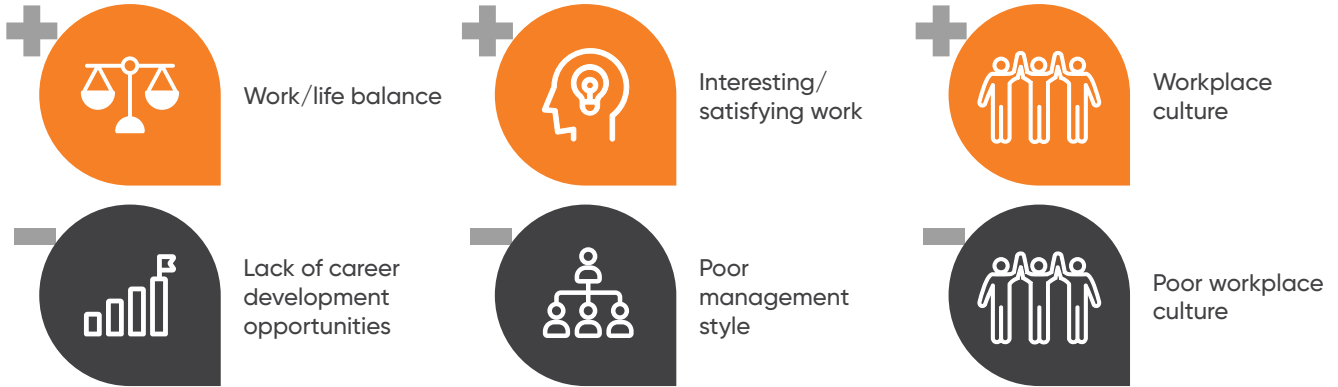 Work/life balance
Interesting/
satisfying work
Workplace
culture
Lack of career
development
opportunities
Poor
management
style
Poor workplace
culture